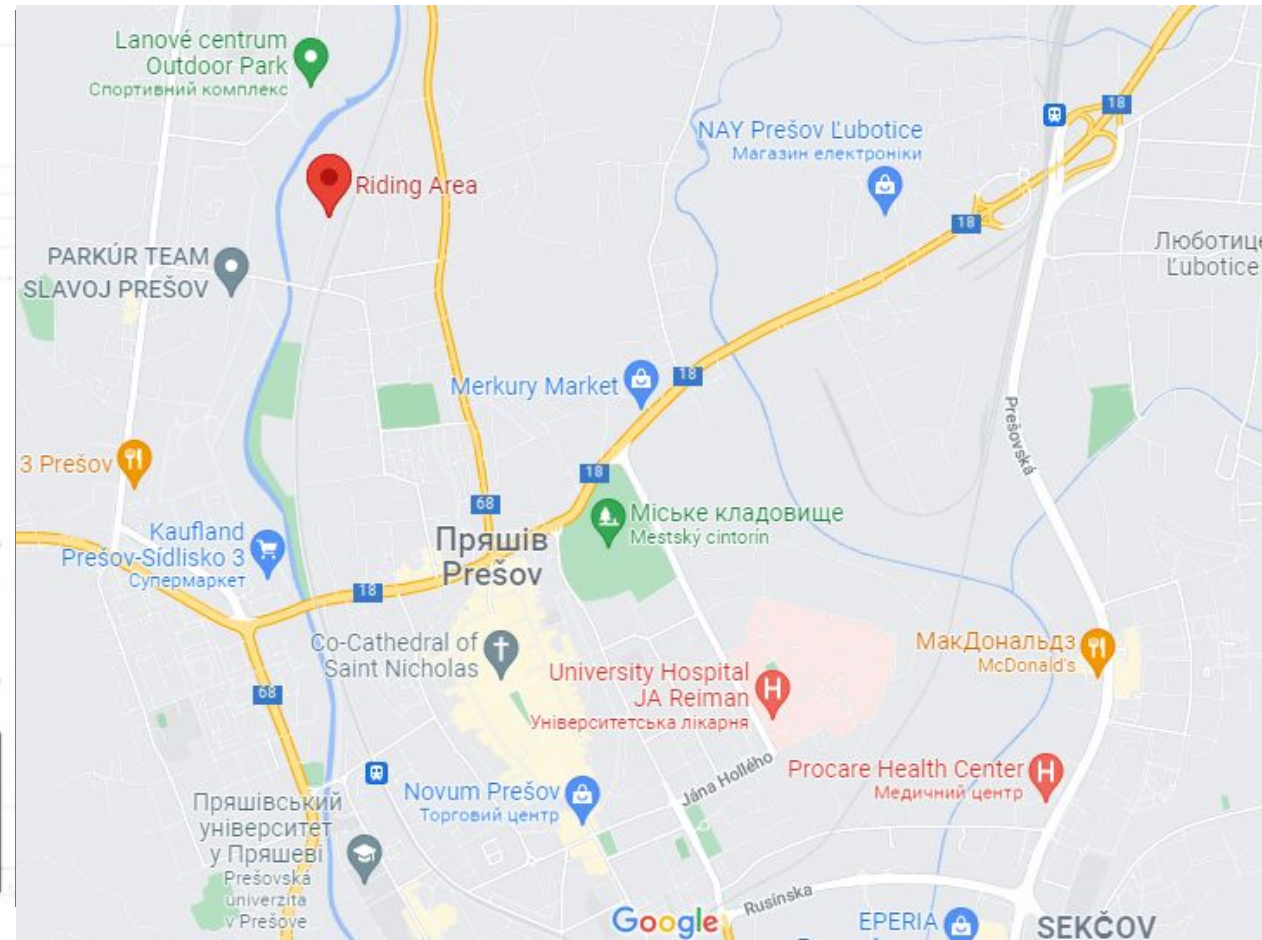 Lanové centrum
Outdoor Park
Спортивний комплекс
18
NAY Prešov Ľubotice
Магазин електроніки
Riding Area
18
Люботице
Ľubotice
PARKÚR TEAM
SLAVOJ PREŠOV
Merkury Market
18
Prešovská
3 Prešov
18
68
Міське кладовище
Mestský cintorín
Kaufland
Prešov-Sídlisko 3
Супермаркет
Пряшів
Prešov
18
Co-Cathedral of
Saint Nicholas
МакДональдз
McDonald's
University Hospital
JA Reiman
Університетська лікарня
68
Jána Hollého
Procare Health Center
Медичний центр
Novum Prešov
Торговий центр
Пряшівський
університет
у Пряшеві
Prešovská
univerzita
v Prešove
Rusínska
Google
EPERIA
SEKČOV